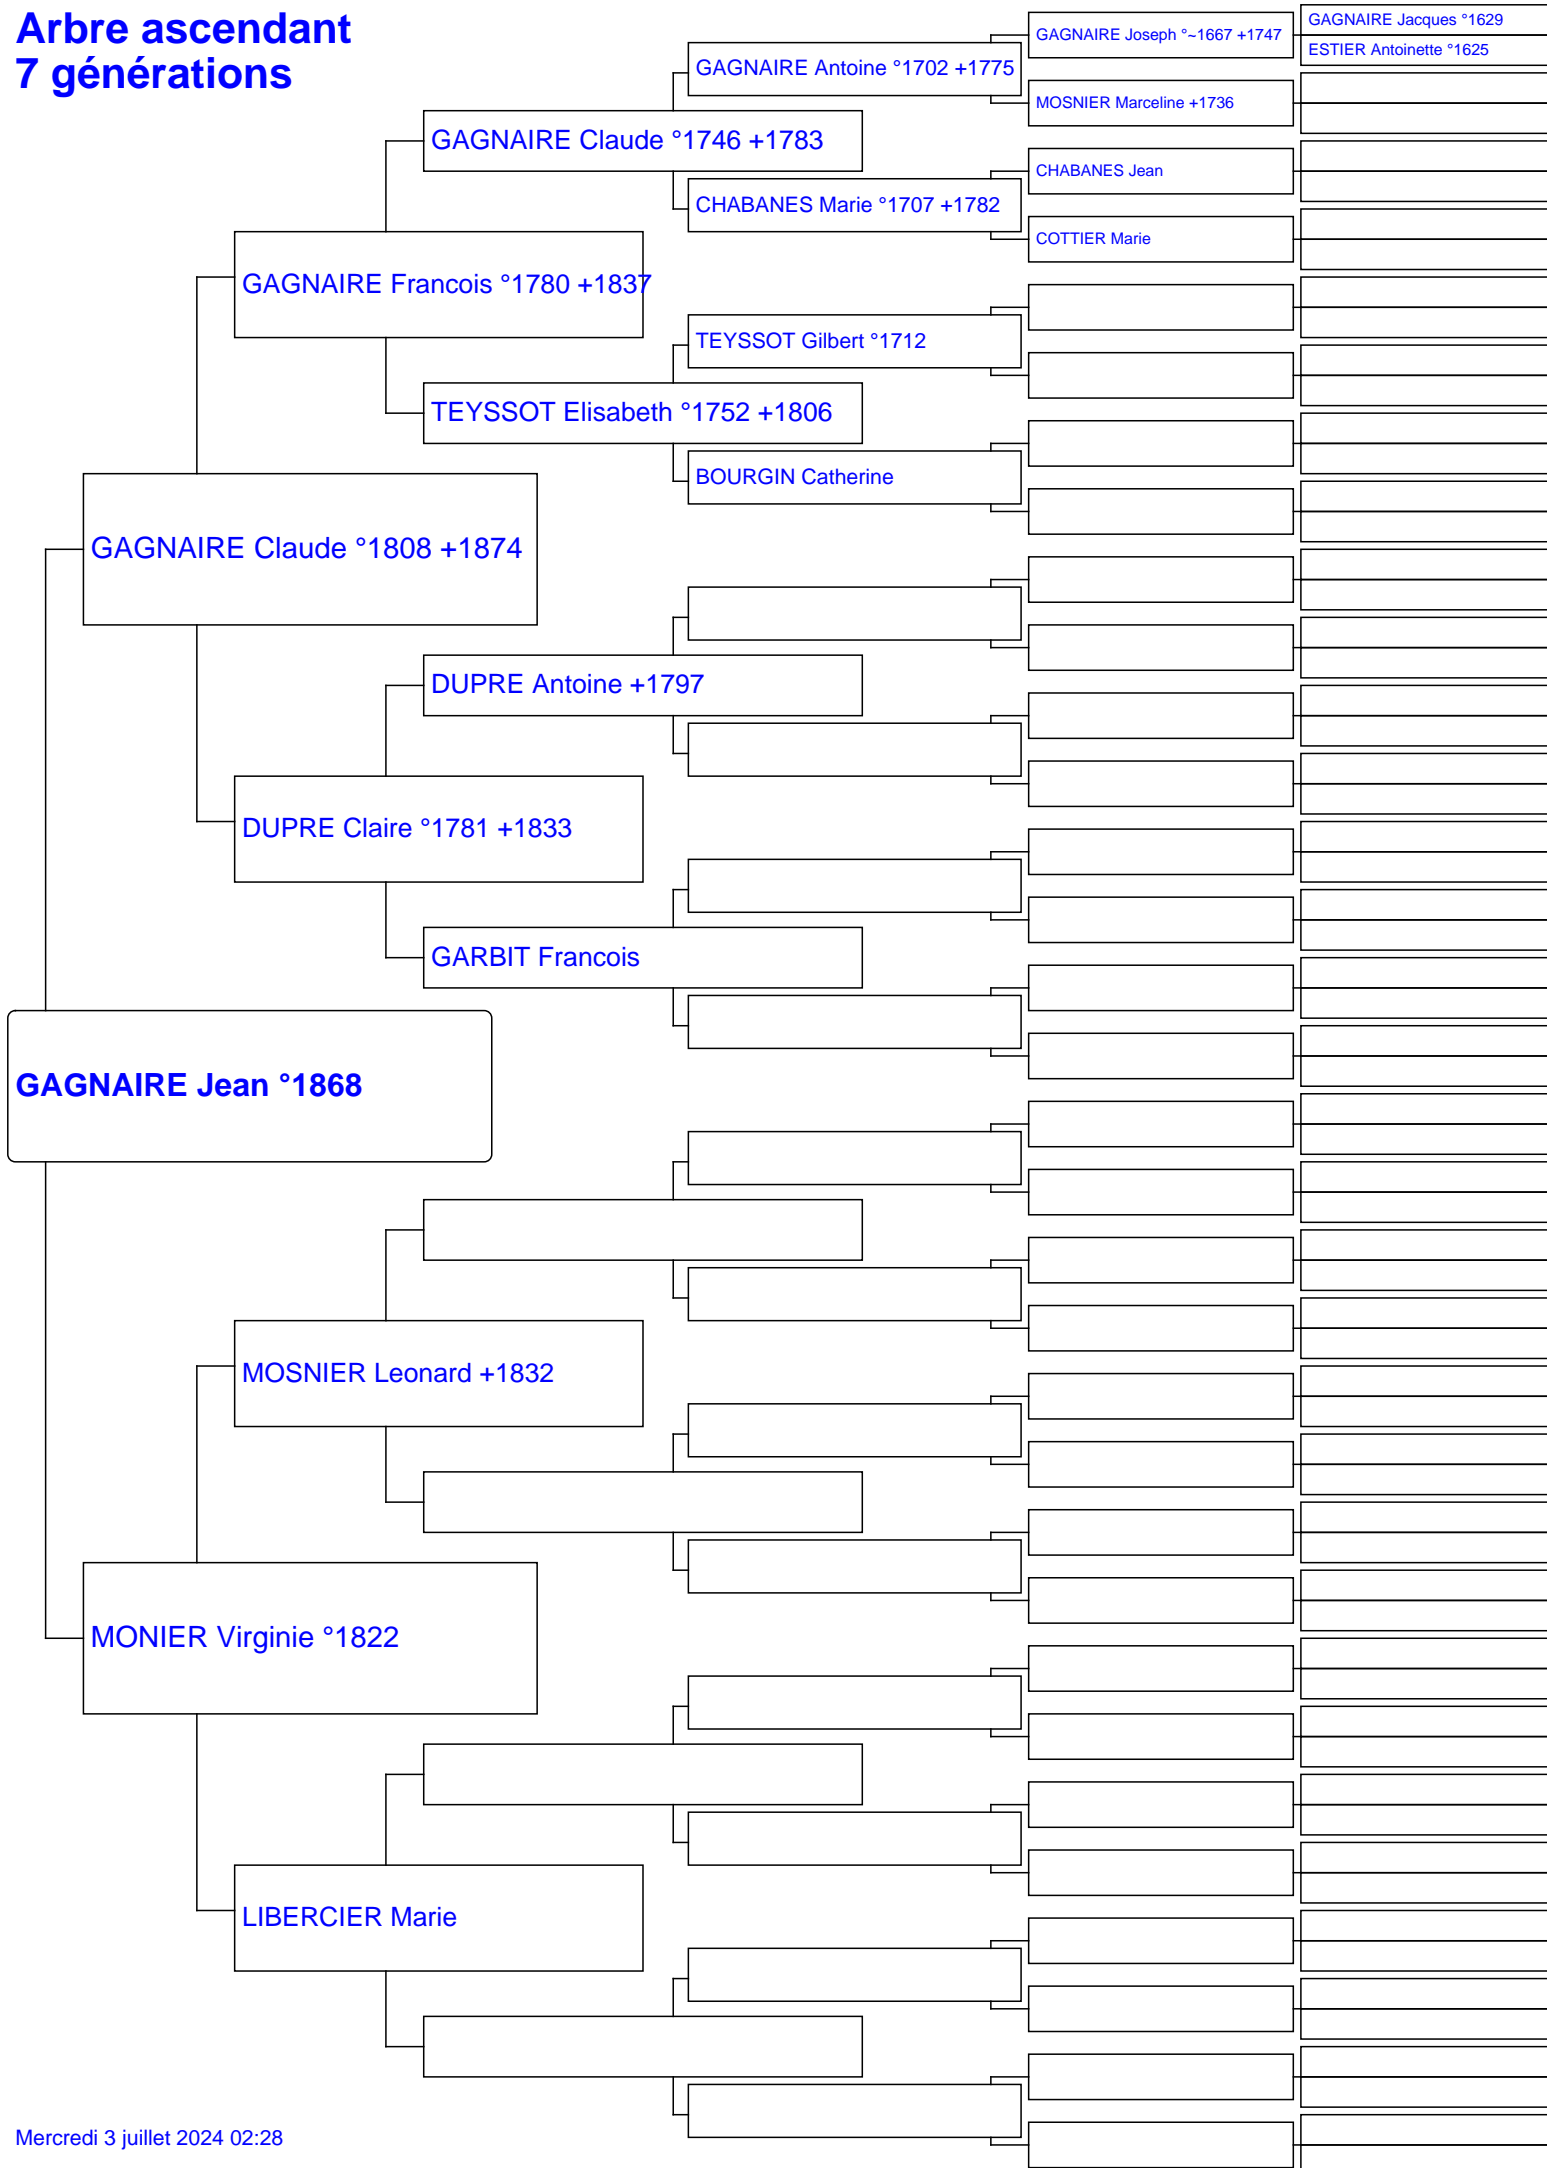 Arbre ascendant
7 générations
GAGNAIRE Jacques °1629
GAGNAIRE Joseph °~1667 +1747
ESTIER Antoinette °1625
GAGNAIRE Antoine °1702 +1775
MOSNIER Marceline +1736
GAGNAIRE Claude °1746 +1783
CHABANES Jean
CHABANES Marie °1707 +1782
COTTIER Marie
GAGNAIRE Francois °1780 +1837
TEYSSOT Gilbert °1712
TEYSSOT Elisabeth °1752 +1806
BOURGIN Catherine
GAGNAIRE Claude °1808 +1874
DUPRE Antoine +1797
DUPRE Claire °1781 +1833
GARBIT Francois
GAGNAIRE Jean °1868
MOSNIER Leonard +1832
MONIER Virginie °1822
LIBERCIER Marie
Mercredi 3 juillet 2024 02:28